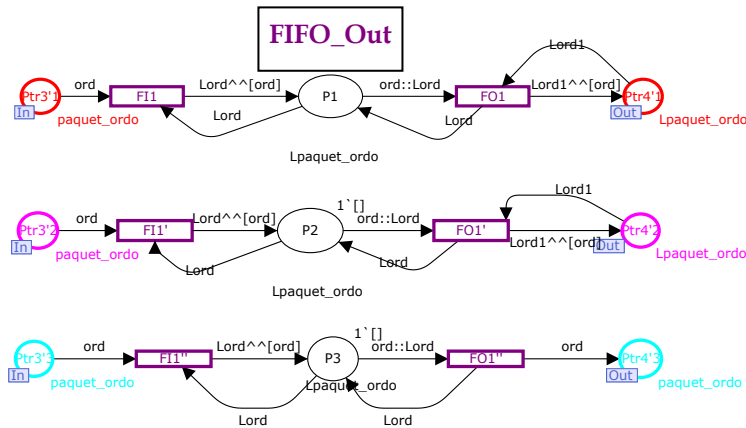 FIFO_Out
Lord1
ord
Lord^^[ord]
ord::Lord
Lord1^^[ord]
Ptr3'1
FI1
P1
FO1
Ptr4'1
In
Out
paquet_ordo
Lord
Lord
Lpaquet_ordo
Lpaquet_ordo
Lord1
1`[]
ord
Lord^^[ord]
ord::Lord
Ptr3'2
FI1'
P2
FO1'
Ptr4'2
In
Lord1^^[ord]
Out
paquet_ordo
Lord
Lord
Lpaquet_ordo
Lpaquet_ordo
1`[]
ord
Lord^^[ord]
ord::Lord
ord
Ptr3'3
FI1''
P3
FO1''
Ptr4'3
In
Out
paquet_ordo
Lpaquet_ordo
paquet_ordo
Lord
Lord